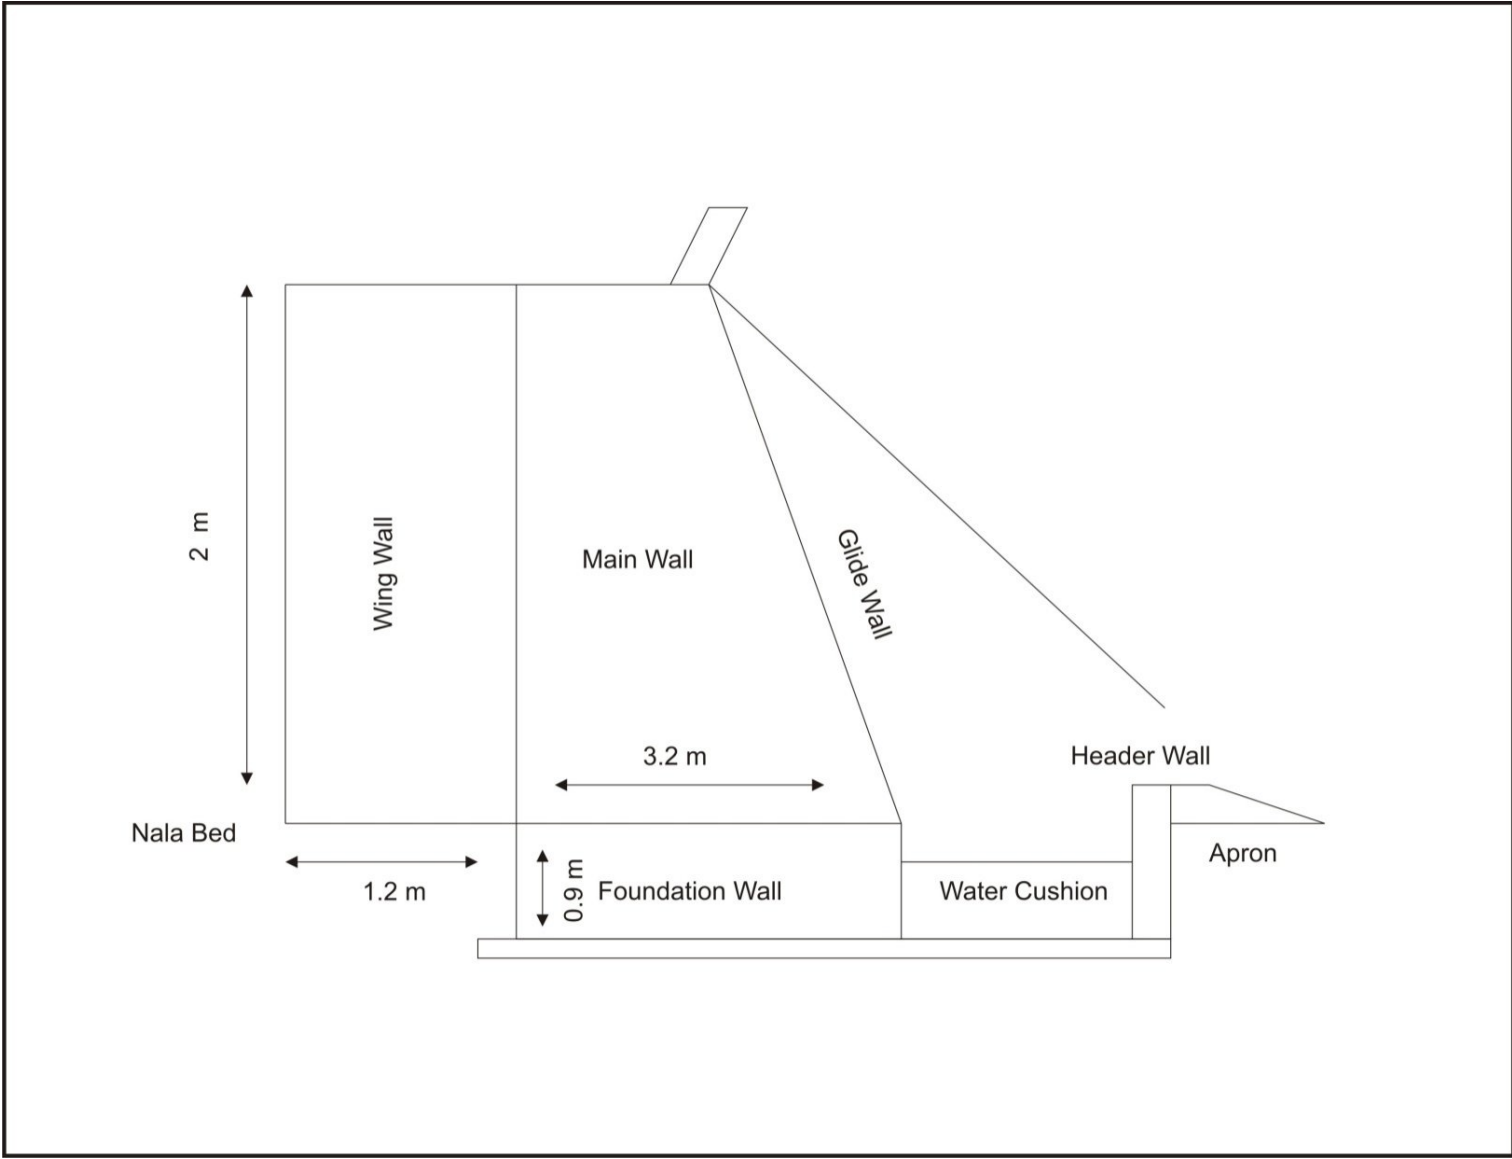 2 m
Wing Wall
Main Wall
Glide Wall
3.2 m
Header Wall
Nala Bed
Apron
1.2 m
0.9 m
Foundation Wall
Water Cushion